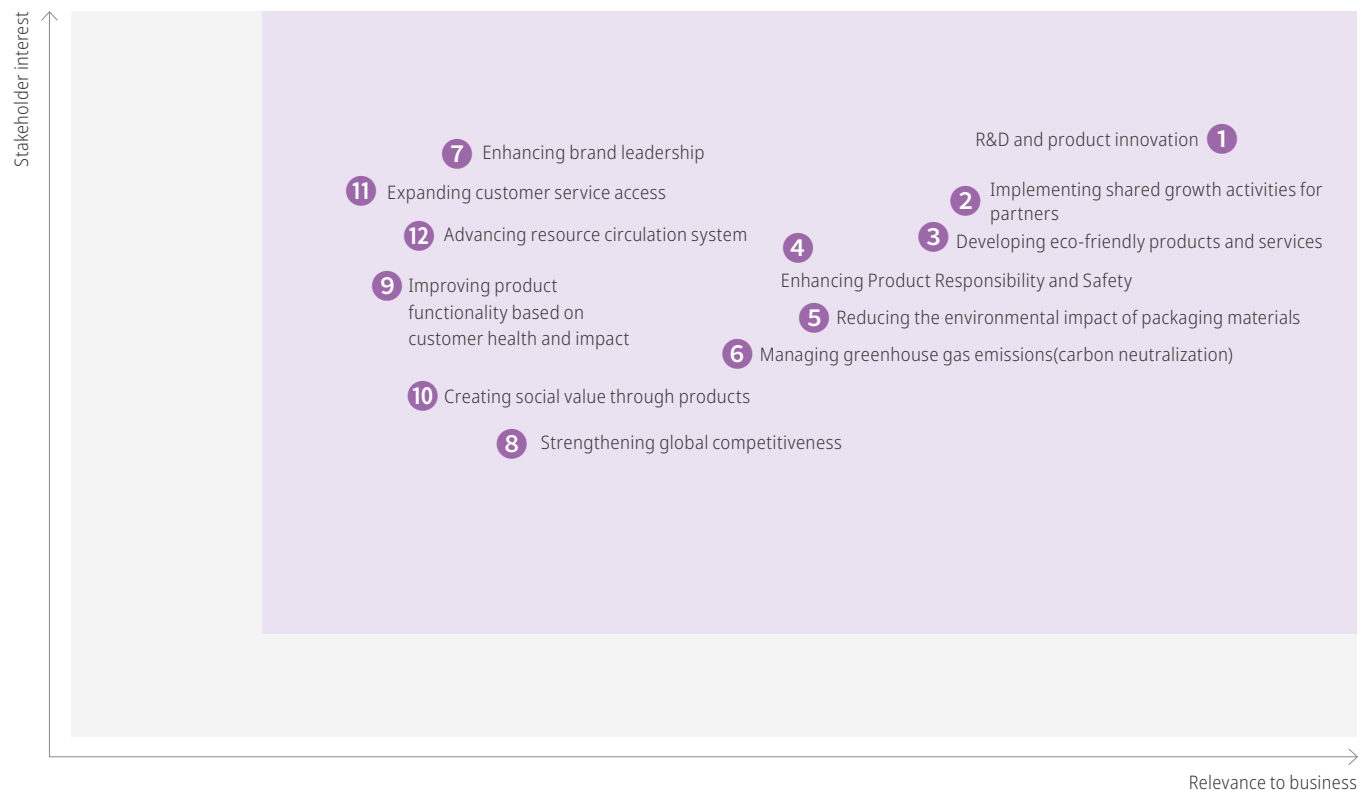 Stakeholder interest
R&D and product innovation 1
7 Enhancing brand leadership
11 Expanding customer service access
2 Implementing shared growth activities for
partners
12 Advancing resource circulation system
3 Developing eco-friendly products and services
4
Enhancing Product Responsibility and Safety
9 Improving product
functionality based on
customer health and impact
5 Reducing the environmental impact of packaging materials
6 Managing greenhouse gas emissions(carbon neutralization)
10 Creating social value through products
8 Strengthening global competitiveness
Relevance to business